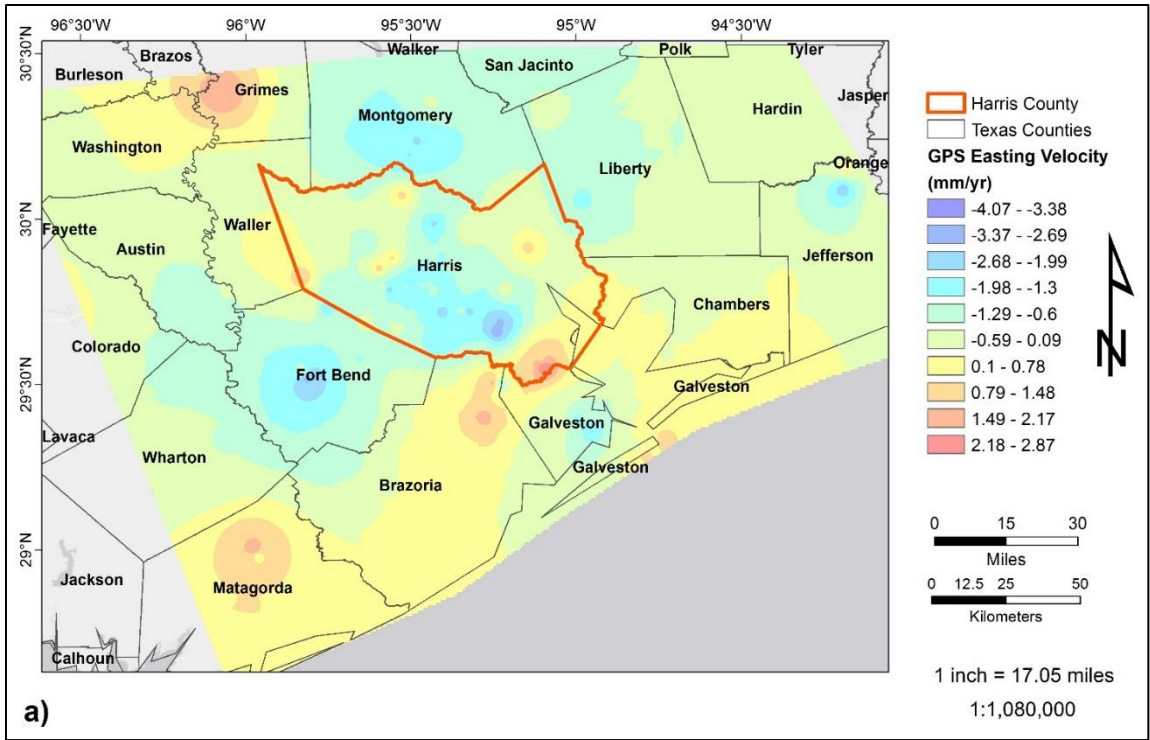 96°30'W 96°W 95°30'W 95°W 94°30'W
30°30'N
30°N
29°30'N
29°N
Walker Polk Tyler
Brazos
San Jacinto
Burleson
Grimes
Jasper
Hardin
Montgomery
Washington
Orange
Liberty
Waller
Fayette
Austin
Harris
Jefferson
Chambers
Colorado
Fort Bend
Galveston
Galveston
Lavaca
Wharton
Galveston
Brazoria
Jackson
Matagorda
Calhoun
a)
Harris County
Texas Counties
GPS Easting Velocity
(mm/yr)
-4.07 - -3.38
-3.37 - -2.69
-2.68 - -1.99
-1.98 - -1.3
-1.29 - -0.6
-0.59 - 0.09
0.1 - 0.78
0.79 - 1.48
1.49 - 2.17
2.18 - 2.87
N
0 15 30
Miles
0 12.5 25 50
Kilometers
1 inch = 17.05 miles
1:1,080,000